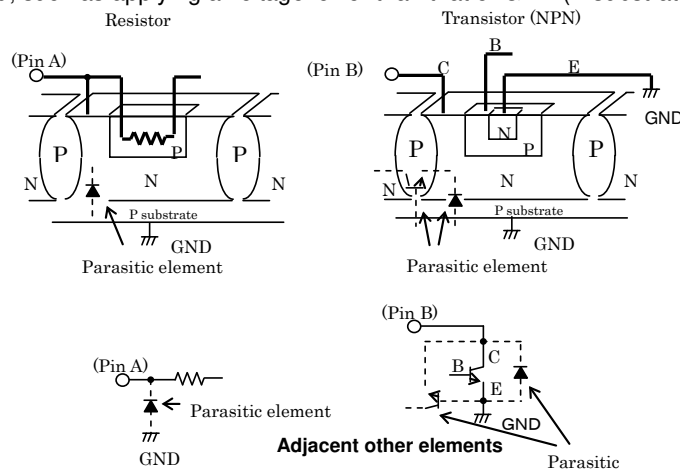 Resistor
Transistor (NPN)
(Pin A)
P
N
P
N
P
N
P substrate
GND
Parasitic element
(Pin B)
C
B
E
GND
P
N
N
P
N
P
N
P substrate
GND
Parasitic element
(Pin A)
Parasitic element
GND
(Pin B)
C
B
E
GND
Adjacent other elements
Parasitic